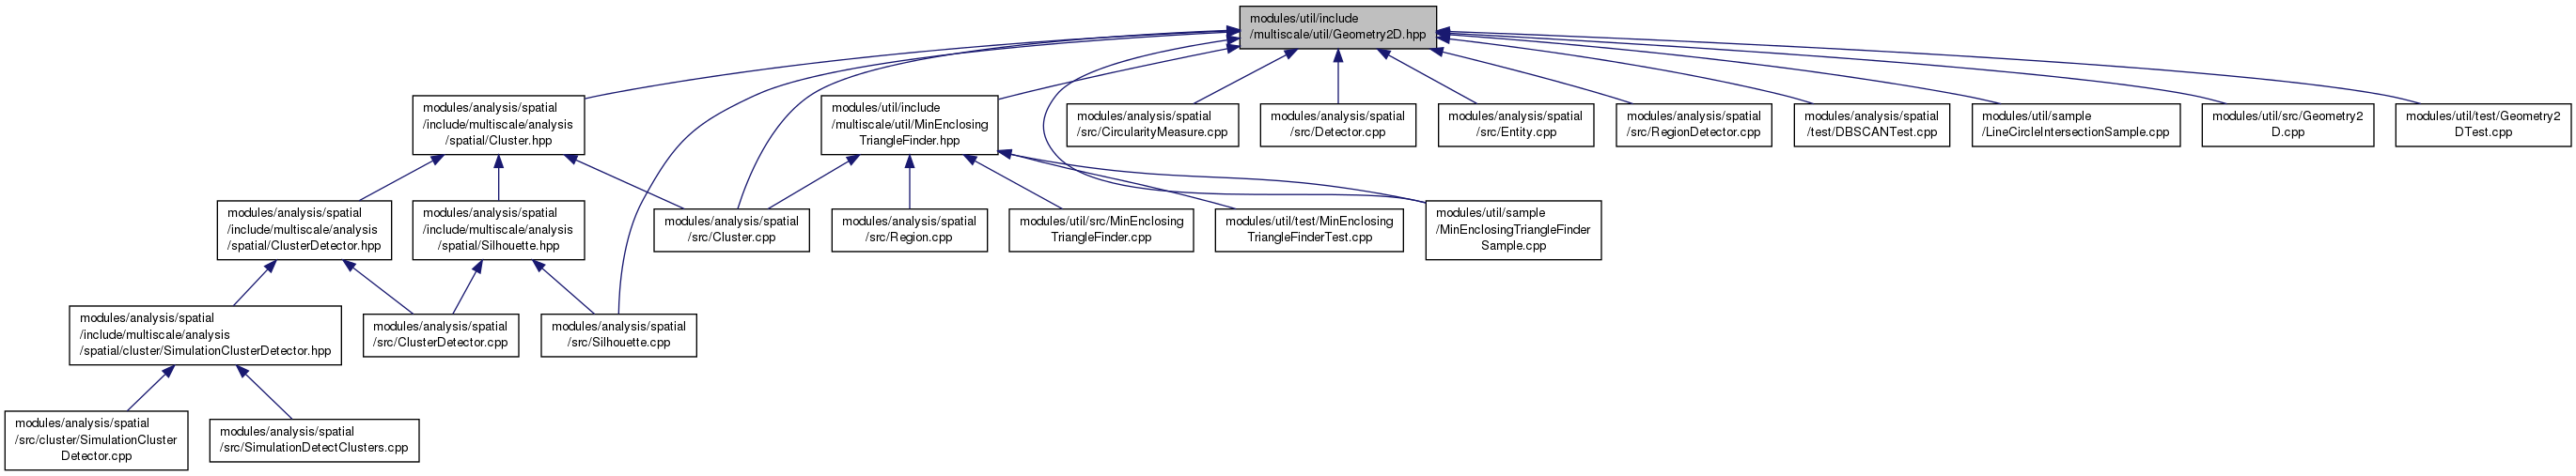 modules/util/include
/multiscale/util/Geometry2D.hpp
modules/analysis/spatial
/include/multiscale/analysis
/spatial/Cluster.hpp
modules/util/include
/multiscale/util/MinEnclosing
TriangleFinder.hpp
modules/analysis/spatial
/src/CircularityMeasure.cpp
modules/analysis/spatial
/src/Detector.cpp
modules/analysis/spatial
/src/Entity.cpp
modules/analysis/spatial
/src/RegionDetector.cpp
modules/analysis/spatial
/test/DBSCANTest.cpp
modules/util/sample
/LineCircleIntersectionSample.cpp
modules/util/src/Geometry2
D.cpp
modules/util/test/Geometry2
DTest.cpp
modules/analysis/spatial
/include/multiscale/analysis
/spatial/ClusterDetector.hpp
modules/analysis/spatial
/include/multiscale/analysis
/spatial/Silhouette.hpp
modules/analysis/spatial
/src/Cluster.cpp
modules/analysis/spatial
/src/Region.cpp
modules/util/src/MinEnclosing
TriangleFinder.cpp
modules/util/test/MinEnclosing
TriangleFinderTest.cpp
modules/util/sample
/MinEnclosingTriangleFinder
Sample.cpp
modules/analysis/spatial
/include/multiscale/analysis
/spatial/cluster/SimulationClusterDetector.hpp
modules/analysis/spatial
/src/ClusterDetector.cpp
modules/analysis/spatial
/src/Silhouette.cpp
modules/analysis/spatial
/src/cluster/SimulationCluster
Detector.cpp
modules/analysis/spatial
/src/SimulationDetectClusters.cpp